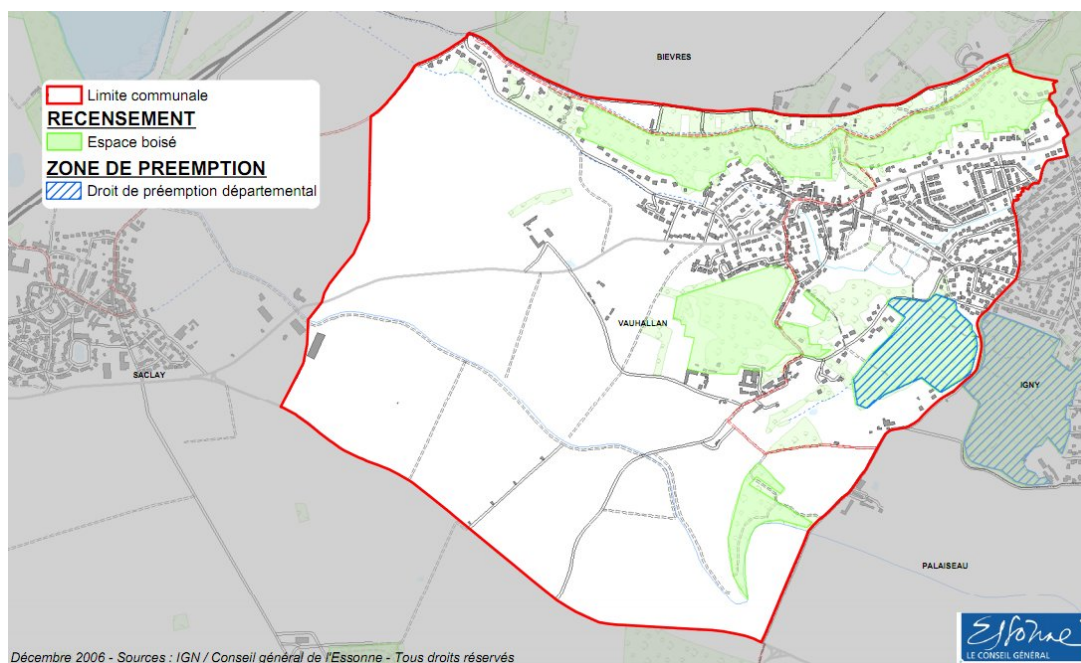 BIEVRES
Limite communale
RECENSEMENT
Espace boisé
ZONE DE PREEMPTION
Droit de préemption départemental
VAUHALLAN
SACLAY
IGNY
PALAISEAU
Essonne
LE CONSEIL GÉNÉRAL
Décembre 2006 - Sources : IGN / Conseil général de l'Essonne - Tous droits réservés